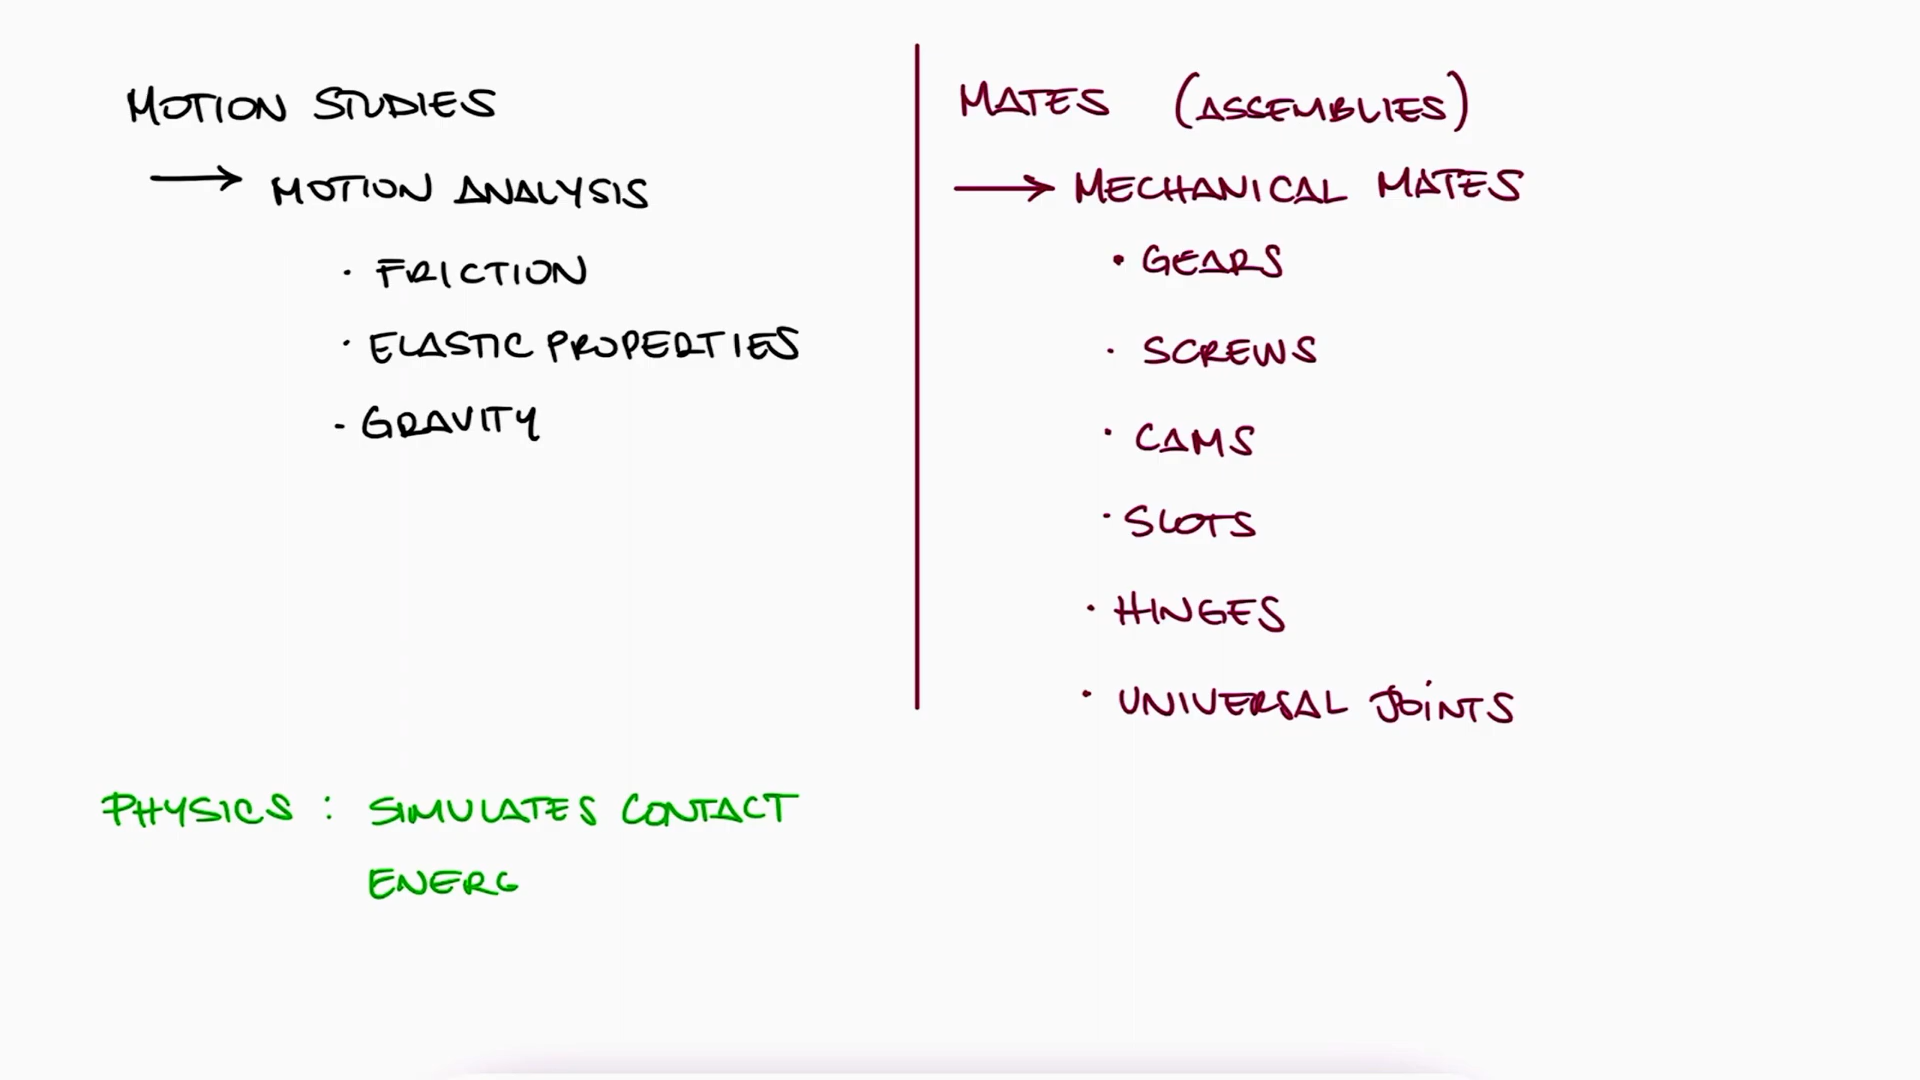 MOTION STUDIES
→ MOTION ANALYSIS
· FRICTION
· ELASTIC PROPERTIES
- GRAVITY
MATES (ASSEMBLIES)
→ MECHANICAL MATES
· GEARS
· SCREWS
· CAMS
· SLOTS
· HINGES
· UNIVERSAL JOINTS
PHYSICS : SIMULATES CONTACT
ENERG